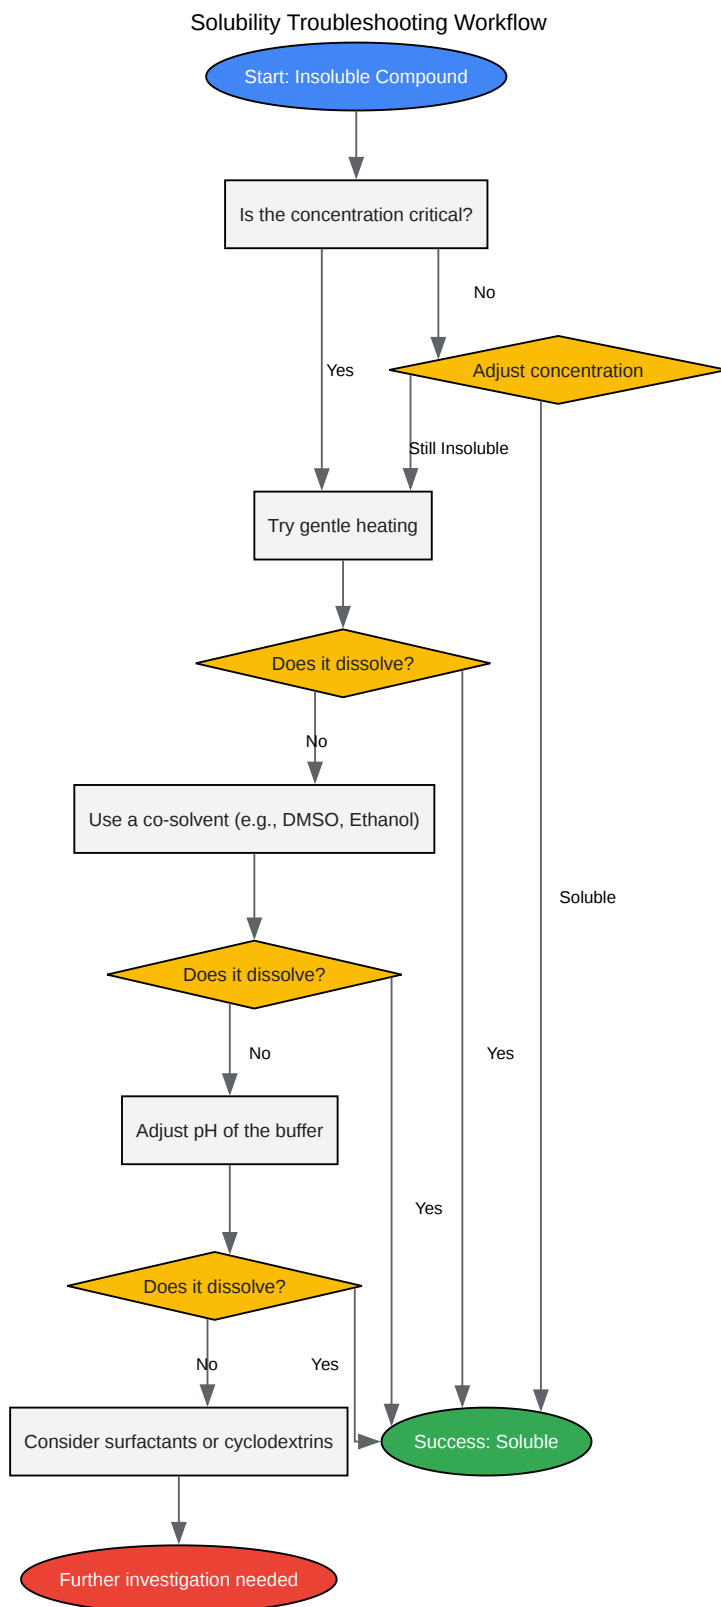 Solubility Troubleshooting Workflow
Start: Insoluble Compound
Is the concentration critical?
No
Yes
Adjust concentration
Still Insoluble
Try gentle heating
Does it dissolve?
No
Use a co-solvent (e.g., DMSO, Ethanol)
Soluble
Does it dissolve?
No
Yes
Adjust pH of the buffer
Yes
Does it dissolve?
No
Yes
Consider surfactants or cyclodextrins
Success: Soluble
Further investigation needed